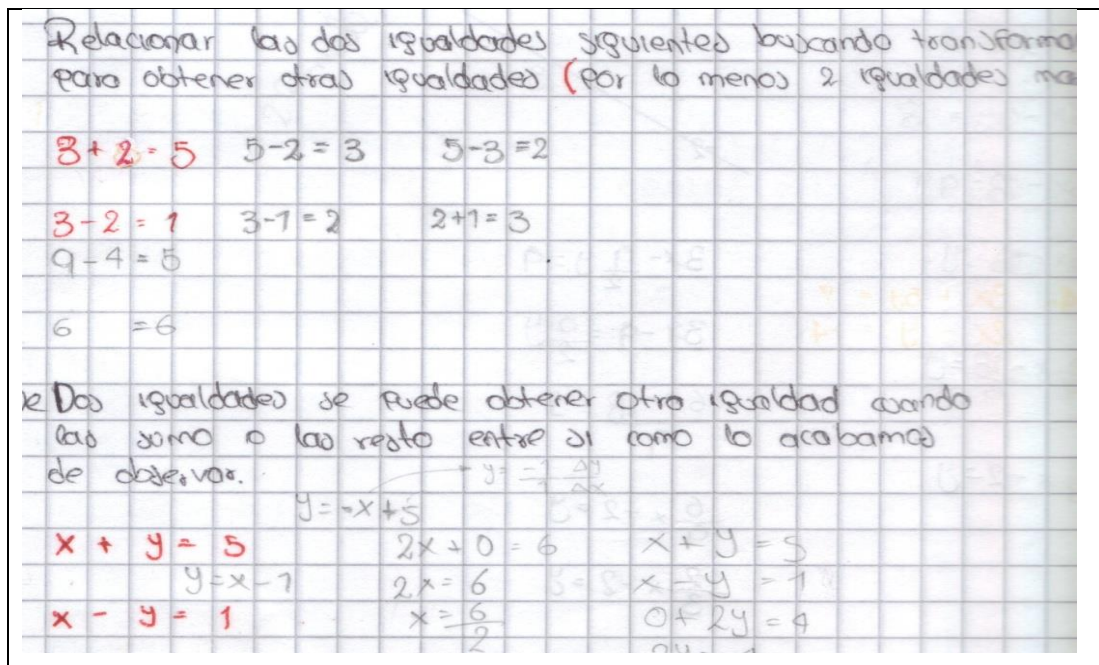 Relacionar las dos igualdades siguientes buscando transforma
para obtener otras igualdades (por lo menos 2 igualdades ma
3 + 2 = 5 5-2 = 3 5-3 =2
3 - 2 = 1 3-1 = 2 2+1 = 3
9 - 4 = 5
6 =6
e Dos igualdades se puede obtener otra igualdad cuando
las sumo o las resto entre si como lo acabamos
de observar.
y = -x+5
x + y = 5 2x + 0 = 6 x + y = 5
y = x - 1 2x = 6 x - y = 1
x - y = 1 x = 6/2 0 + 2y = 4